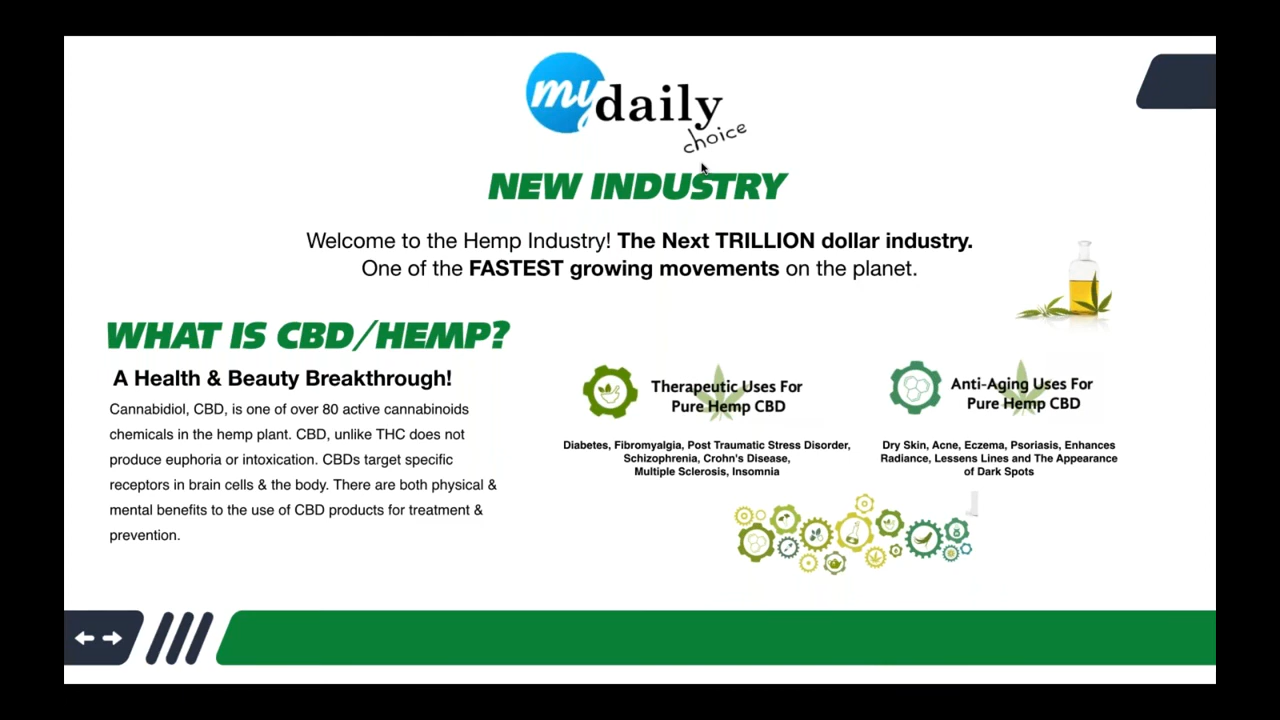 my daily
choice
NEW INDUSTRY
Welcome to the Hemp Industry! The Next TRILLION dollar industry.
One of the FASTEST growing movements on the planet.
WHAT IS CBD/HEMP?
A Health & Beauty Breakthrough!
Cannabidiol, CBD, is one of over 80 active cannabinoids
chemicals in the hemp plant. CBD, unlike THC does not
produce euphoria or intoxication. CBDs target specific
receptors in brain cells & the body. There are both physical &
mental benefits to the use of CBD products for treatment &
prevention.
Therapeutic Uses For
Pure Hemp CBD
Diabetes, Fibromyalgia, Post Traumatic Stress Disorder,
Schizophrenia, Crohn's Disease,
Multiple Sclerosis, Insomnia
Anti-Aging Uses For
Pure Hemp CBD
Dry Skin, Acne, Eczema, Psoriasis, Enhances
Radiance, Lessens Lines and The Appearance
of Dark Spots